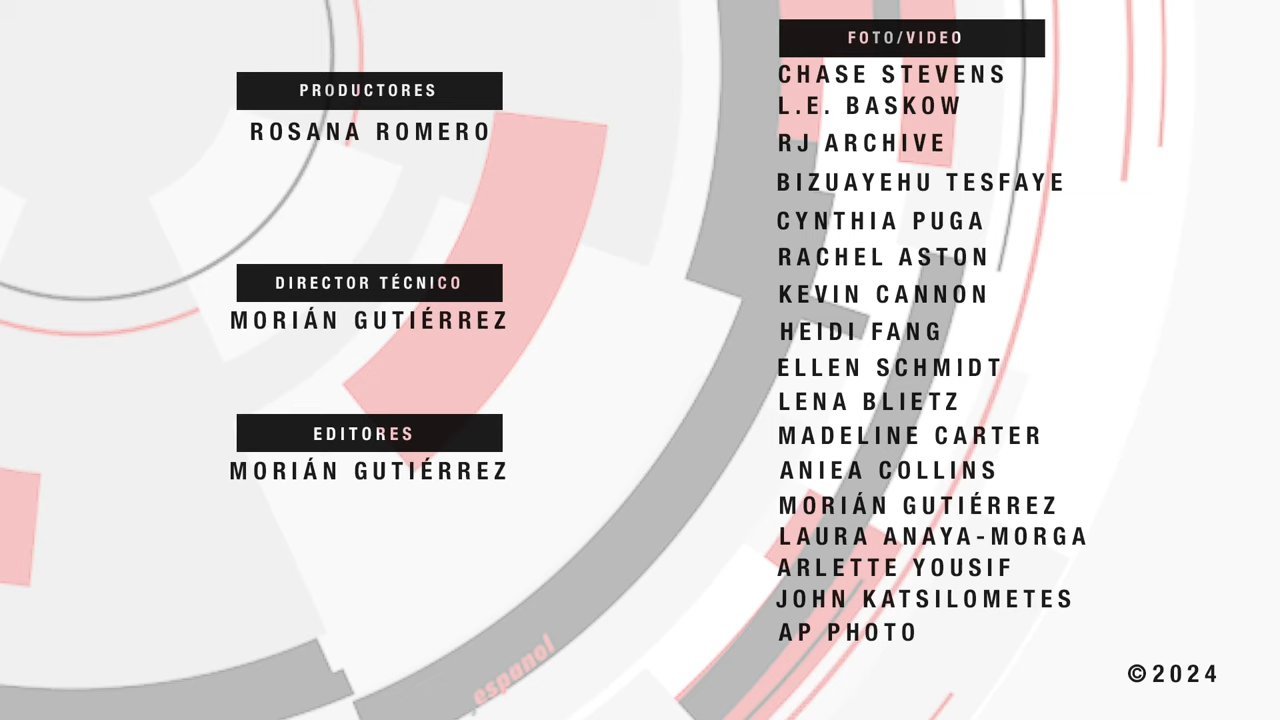 PRODUCTORES
ROSANA ROMERO
DIRECTOR TÉCNICO
MORIÁN GUTIÉRREZ
EDITORES
MORIÁN GUTIÉRREZ
FOTO/VIDEO
CHASE STEVENS
L.E. BASKOW
RJ ARCHIVE
BIZUAYEHU TESFAYE
CYNTHIA PUGA
RACHEL ASTON
KEVIN CANNON
HEIDI FANG
ELLEN SCHMIDT
LENA BLIETZ
MADELINE CARTER
ANIEA COLLINS
MORIÁN GUTIÉRREZ
LAURA ANAYA-MORGA
ARLETTE YOUSIF
JOHN KATSILOMETES
AP PHOTO
espanol
©2024